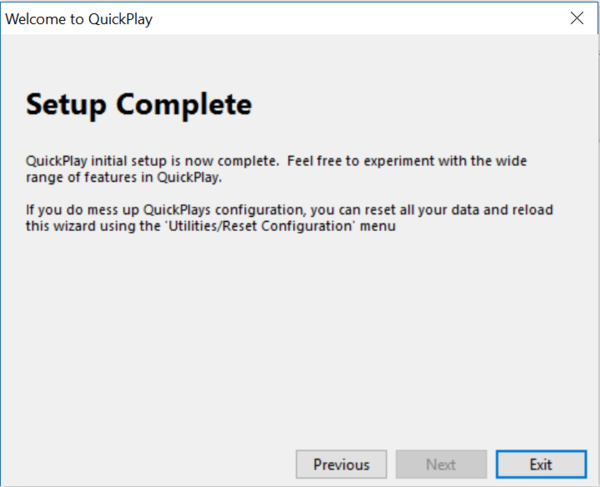 Welcome to QuickPlay
Setup Complete
QuickPlay initial setup is now complete.  Feel free to experiment with the wide
range of features in QuickPlay.
If you do mess up QuickPlays configuration, you can reset all your data and reload
this wizard using the 'Utilities/Reset Configuration' menu
Previous
Next
Exit